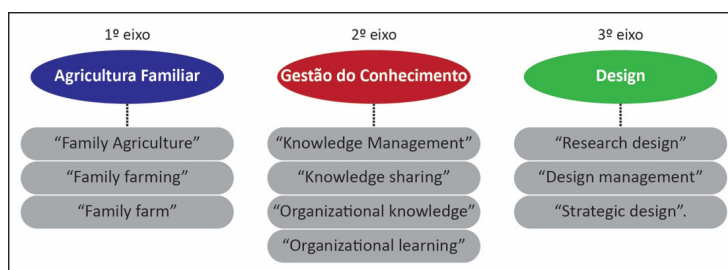 1º eixo
Agricultura Familiar
“Family Agriculture”
“Family farming”
“Family farm”
2º eixo
Gestão do Conhecimento
“Knowledge Management”
“Knowledge sharing”
“Organizational knowledge”
“Organizational learning”
3º eixo
Design
“Research design”
“Design management”
“Strategic design”.